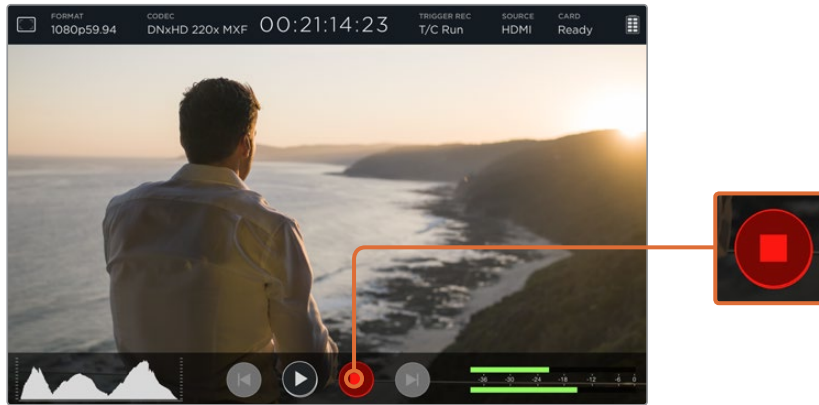 FORMAT
1080p59.94
CODEC
DNxHD 220x MXF
00:21:14:23
TRIGGER REC
T/C Run
SOURCE
HDMI
CARD
Ready
-36 -30 -24 -18 -12 -6 0